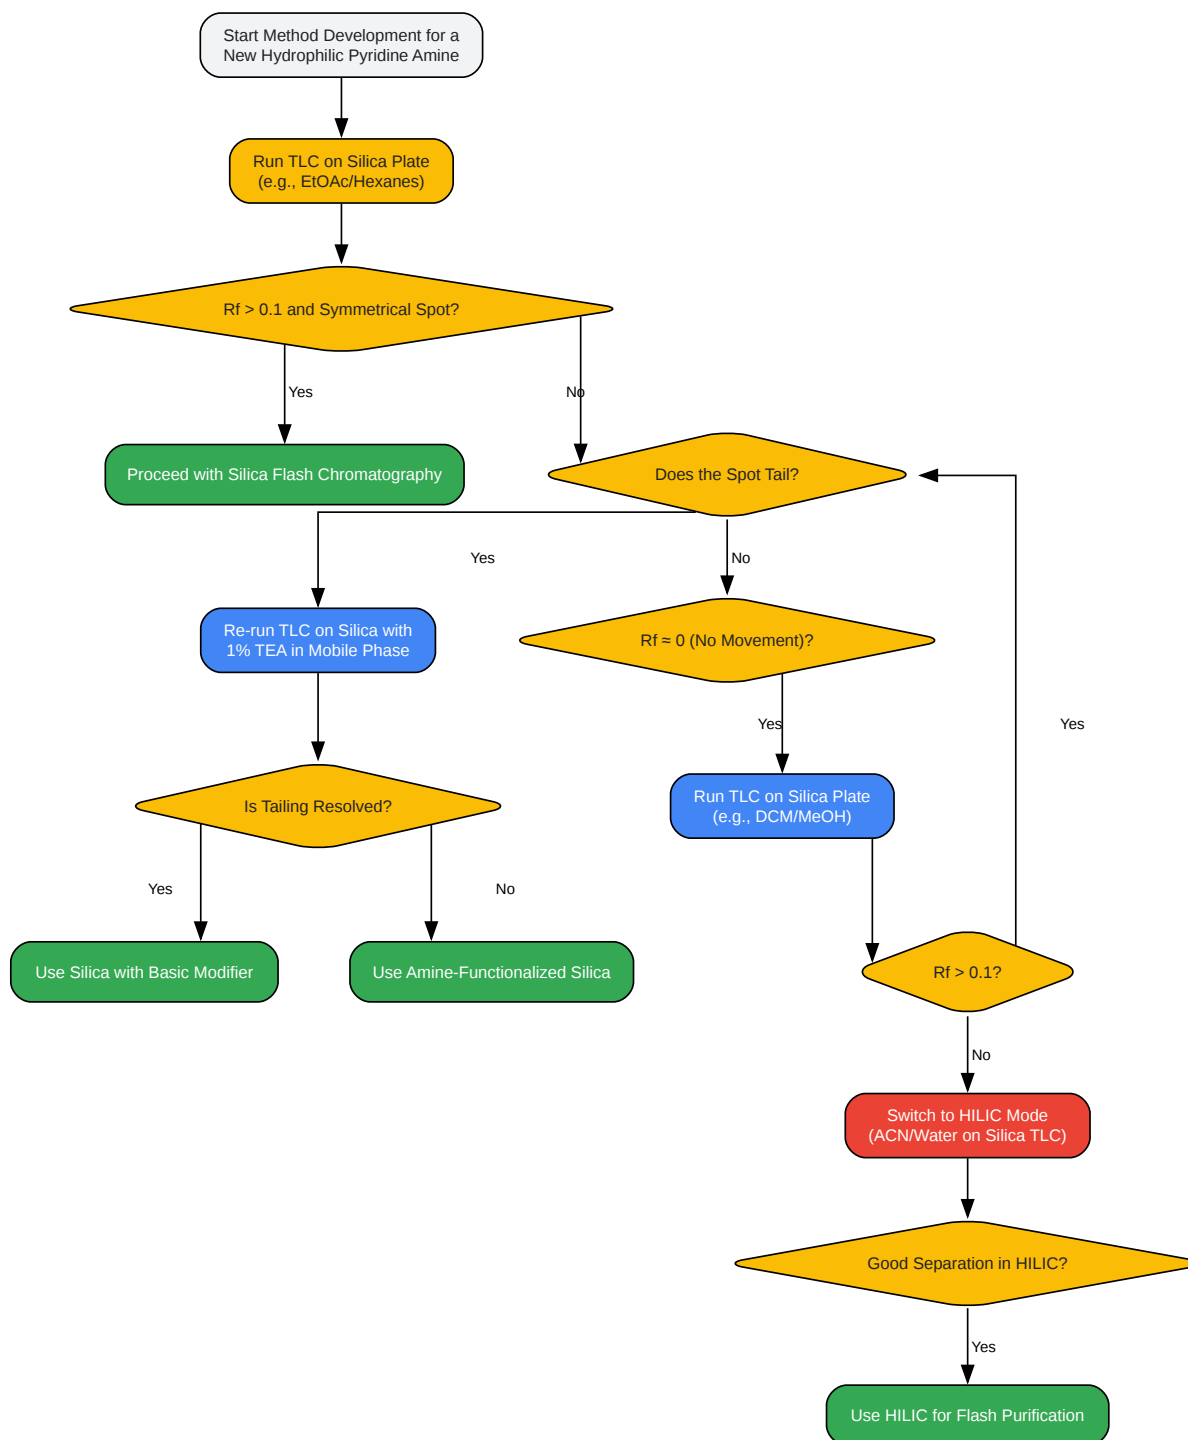 Start Method Development for a
New Hydrophilic Pyridine Amine
Run TLC on Silica Plate
(e.g., EtOAc/Hexanes)
Rf > 0.1 and Symmetrical Spot?
Yes
No
Proceed with Silica Flash Chromatography
Does the Spot Tail?
Yes
No
Re-run TLC on Silica with
1% TEA in Mobile Phase
Rf ≈ 0 (No Movement)?
Yes
Yes
Run TLC on Silica Plate
(e.g., DCM/MeOH)
Is Tailing Resolved?
Yes
No
Use Silica with Basic Modifier
Use Amine-Functionalized Silica
Rf > 0.1?
No
Switch to HILIC Mode
(ACN/Water on Silica TLC)
Good Separation in HILIC?
Yes
Use HILIC for Flash Purification